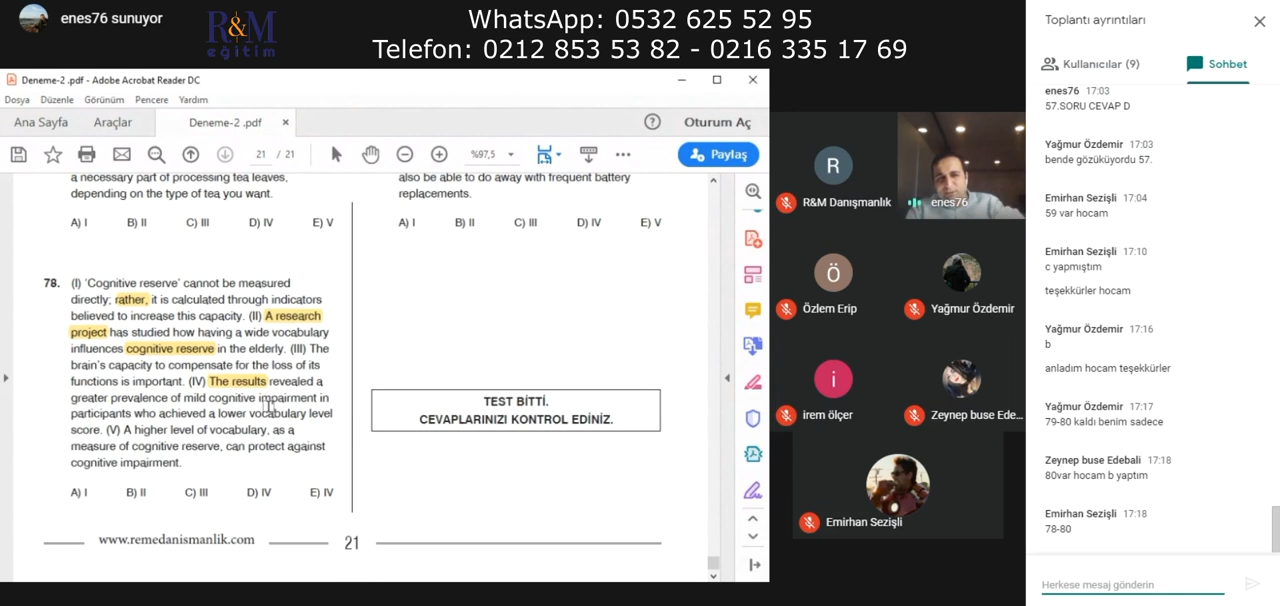 enes76 sunuyor
R&M
eğitim
WhatsApp: 0532 625 52 95
Telefon: 0212 853 53 82 - 0216 335 17 69
Deneme-2 .pdf - Adobe Acrobat Reader DC
Dosya Düzenle Görünüm Pencere Yardım
Ana Sayfa Araçlar Deneme-2 .pdf Oturum Aç
21 / 21 %97,5 Paylaş
a necessary part of processing tea leaves,
depending on the type of tea you want.
A) I B) II C) III D) IV E) V
78. (I) 'Cognitive reserve' cannot be measured
directly; rather, it is calculated through indicators
believed to increase this capacity. (II) A research
project has studied how having a wide vocabulary
influences cognitive reserve in the elderly. (III) The
brain's capacity to compensate for the loss of its
functions is important. (IV) The results revealed a
greater prevalence of mild cognitive impairment in
participants who achieved a lower vocabulary level
score. (V) A higher level of vocabulary, as a
measure of cognitive reserve, can protect against
cognitive impairment.
A) I B) II C) III D) IV E) IV
also be able to do away with frequent battery
replacements.
A) I B) II C) III D) IV E) V
TEST BİTTİ.
CEVAPLARINIZI KONTROL EDİNİZ.
www.remedanismanlik.com 21
R
R&M Danışmanlık
enes76
Ö
Özlem Erip
Yağmur Özdemir
i
irem ölçer
Zeynep buse Ede...
Emirhan Sezişli
Toplantı ayrıntıları
Kullanıcılar (9) Sohbet
enes76 17:03
57.SORU CEVAP D
Yağmur Özdemir 17:03
bende gözüküyordu 57.
Emirhan Sezişli 17:04
59 var hocam
Emirhan Sezişli 17:10
c yapmıştım
teşekkürler hocam
Yağmur Özdemir 17:16
b
anladım hocam teşekkürler
Yağmur Özdemir 17:17
79-80 kaldı benim sadece
Zeynep buse Edebali 17:18
80var hocam b yaptım
Emirhan Sezişli 17:18
78-80
Herkese mesaj gönderin